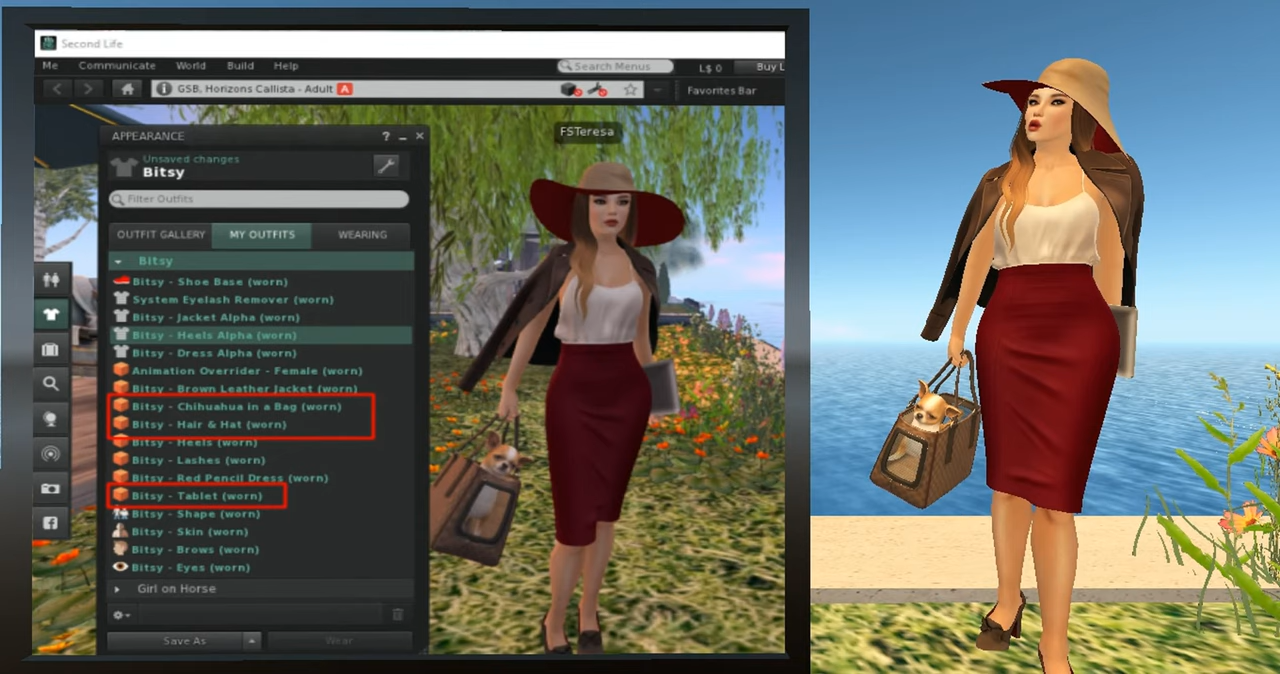 Second Life
Me Communicate World Build Help Search Menus L$ 0 Buy L
GSB, Horizons Callista - Adult A Favorites Bar
FSTeresa
APPEARANCE ?
Unsaved changes
Bitsy
Filter Outfits
OUTFIT GALLERY MY OUTFITS WEARING
Bitsy
Bitsy - Shoe Base (worn)
System Eyelash Remover (worn)
Bitsy - Jacket Alpha (worn)
Bitsy - Heels Alpha (worn)
Bitsy - Dress Alpha (worn)
Animation Overrider - Female (worn)
Bitsy - Brown Leather Jacket (worn)
Bitsy - Chihuahua in a Bag (worn)
Bitsy - Hair & Hat (worn)
Bitsy - Heels (worn)
Bitsy - Lashes (worn)
Bitsy - Red Pencil Dress (worn)
Bitsy - Tablet (worn)
Bitsy - Shape (worn)
Bitsy - Skin (worn)
Bitsy - Brows (worn)
Bitsy - Eyes (worn)
Girl on Horse
Save As Wear